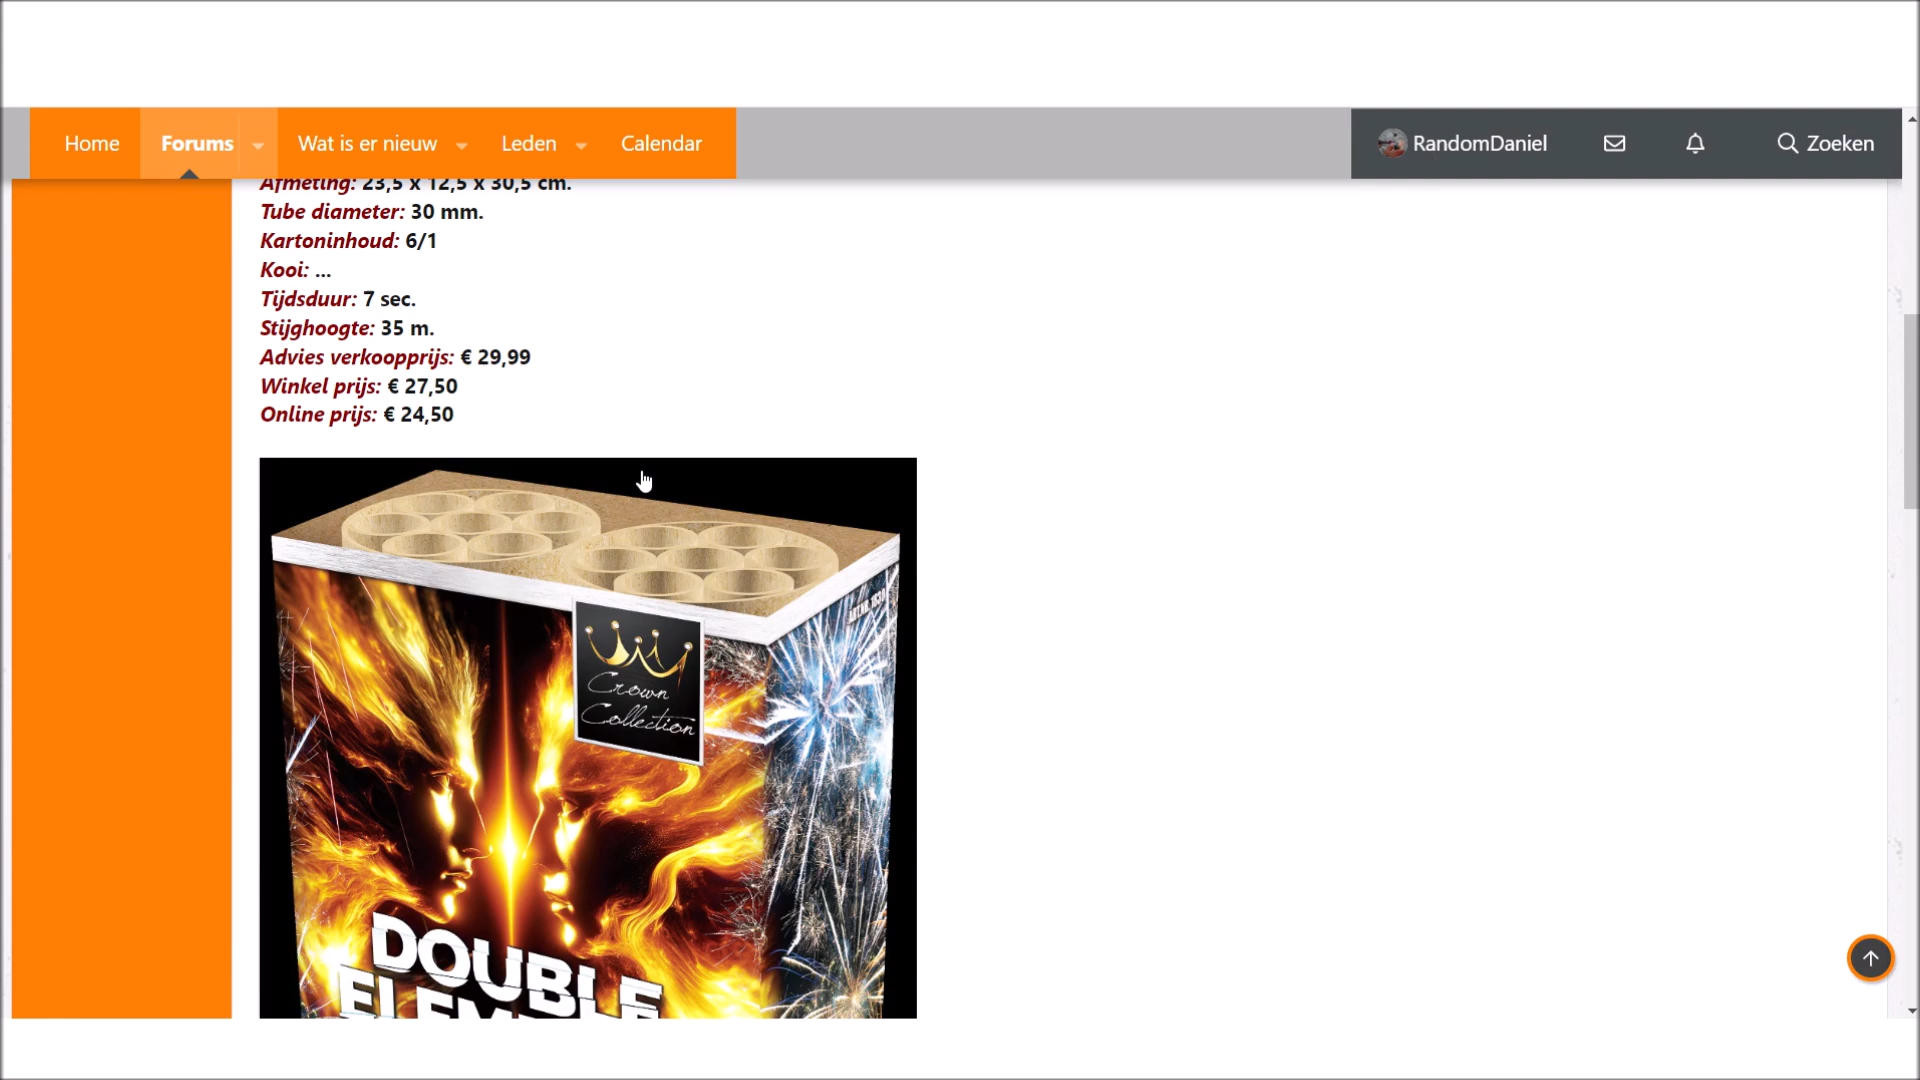 Home
Forums
Wat is er nieuw
Leden
Calendar
RandomDaniel
Zoeken
Afmeting: 23,5 x 12,5 x 30,5 cm.
Tube diameter: 30 mm.
Kartoninhoud: 6/1
Kooi: ...
Tijdsduur: 7 sec.
Stijghoogte: 35 m.
Advies verkoopprijs: € 29,99
Winkel prijs: € 27,50
Online prijs: € 24,50
Crown
Collection
DOUBLE